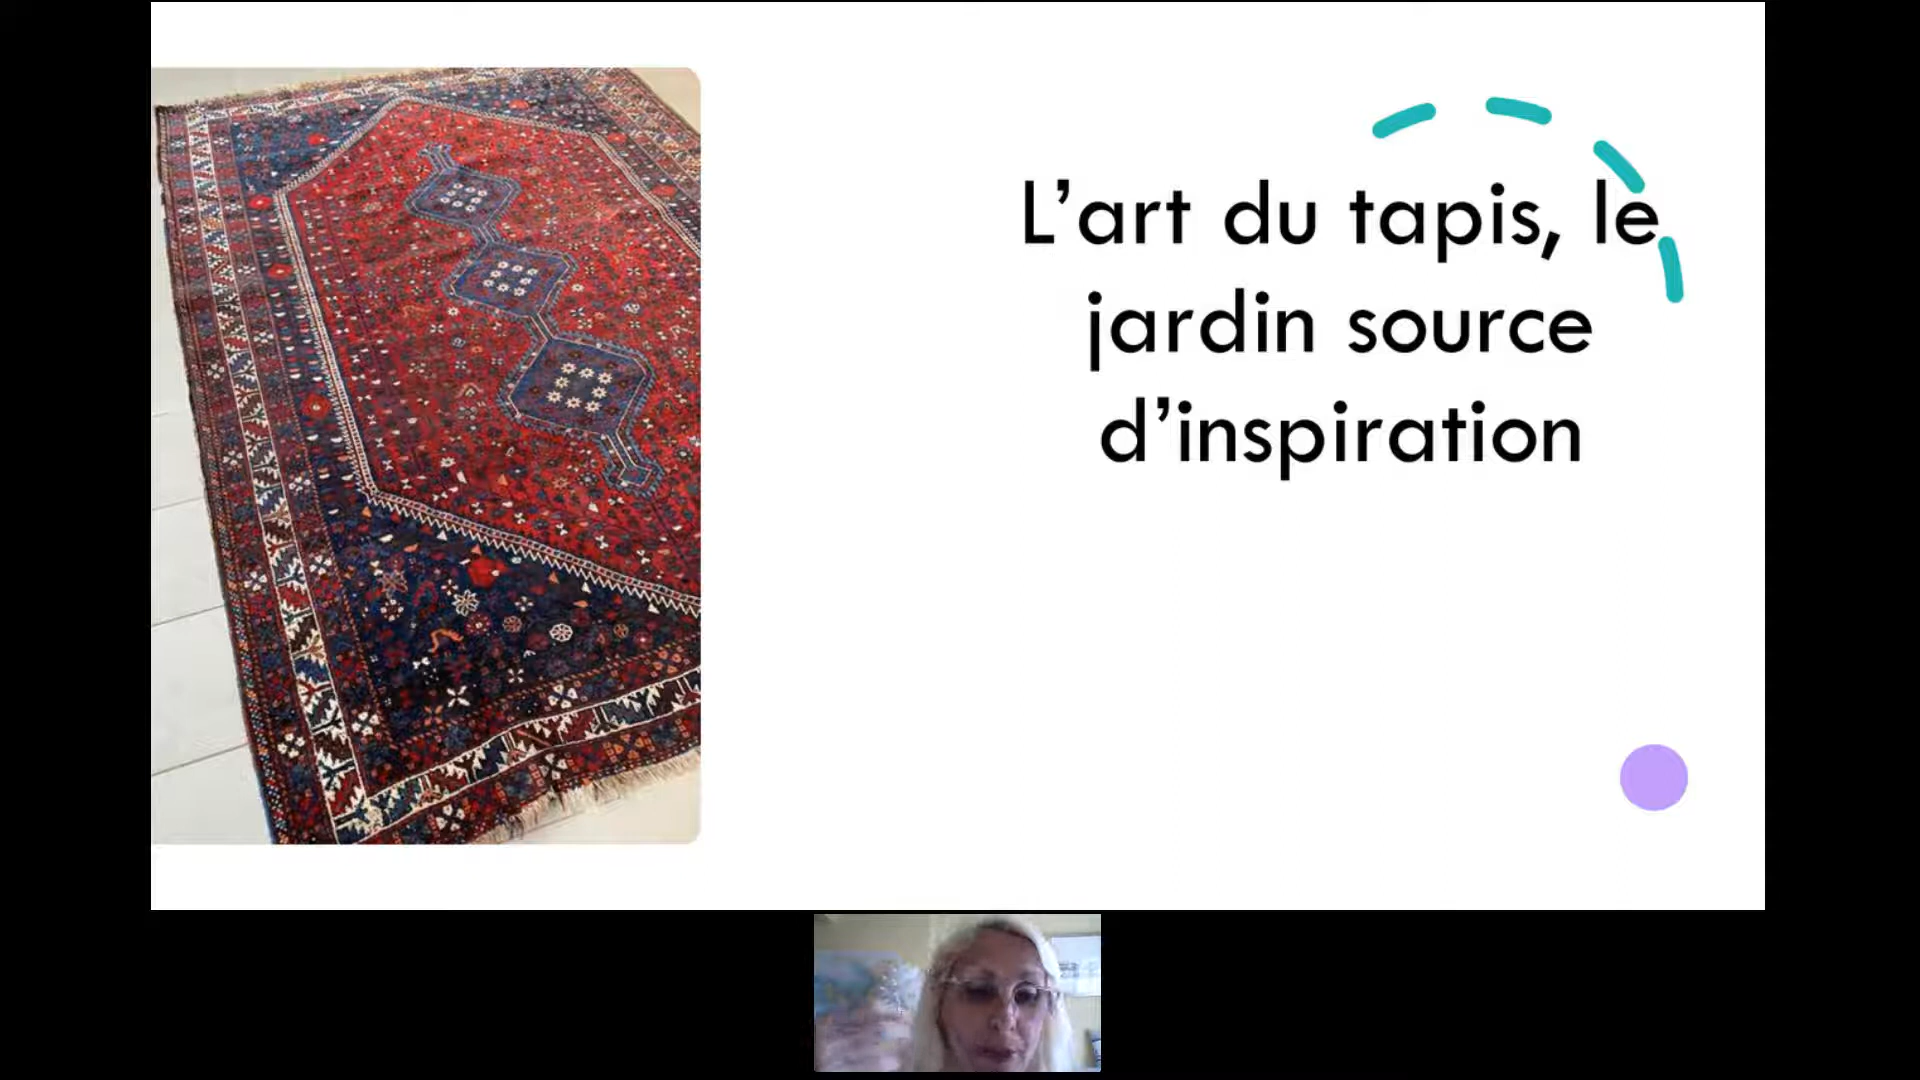 L’art du tapis, le
jardin source
d’inspiration